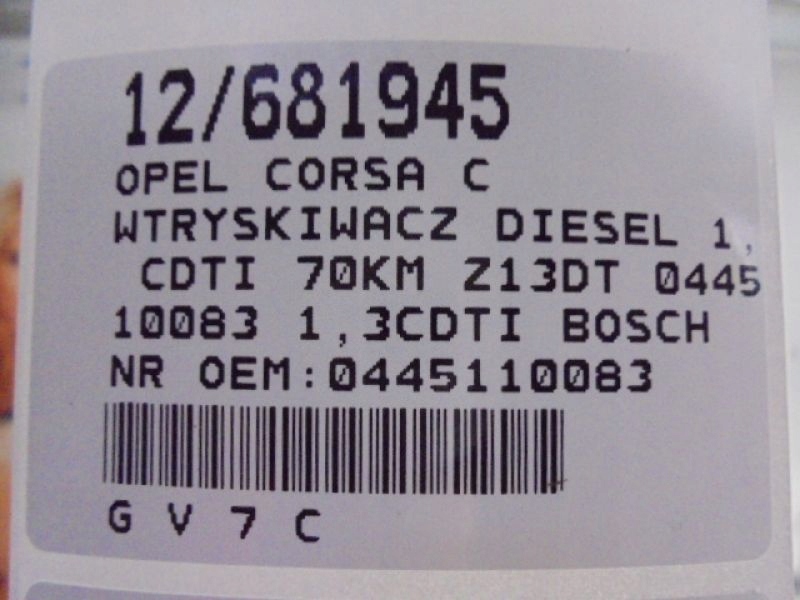 12/681945
OPEL CORSA C
WTRYSKIWACZ DIESEL 1,
CDTI 70KM Z13DT 0445
10083 1,3CDTI BOSCH
NR OEM:0445110083
G V 7 C